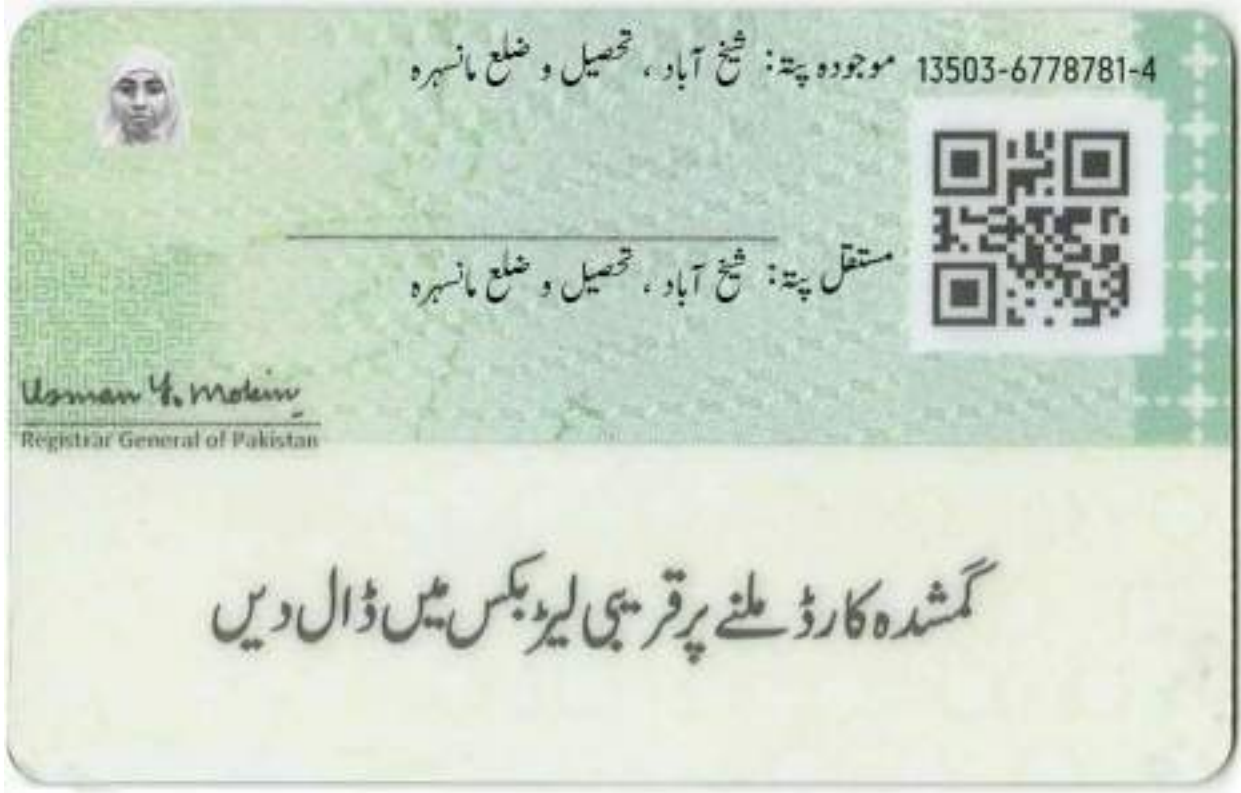 13503-6778781-4
موجودہ پتہ: شیخ آباد ، تحصیل و ضلع مانسہرہ
مستقل پتہ: شیخ آباد ، تحصیل و ضلع مانسہرہ
Usman Y. Mobin
Registrar General of Pakistan
گمشدہ کارڈ ملنے پر قریبی لیٹر بکس میں ڈال دیں